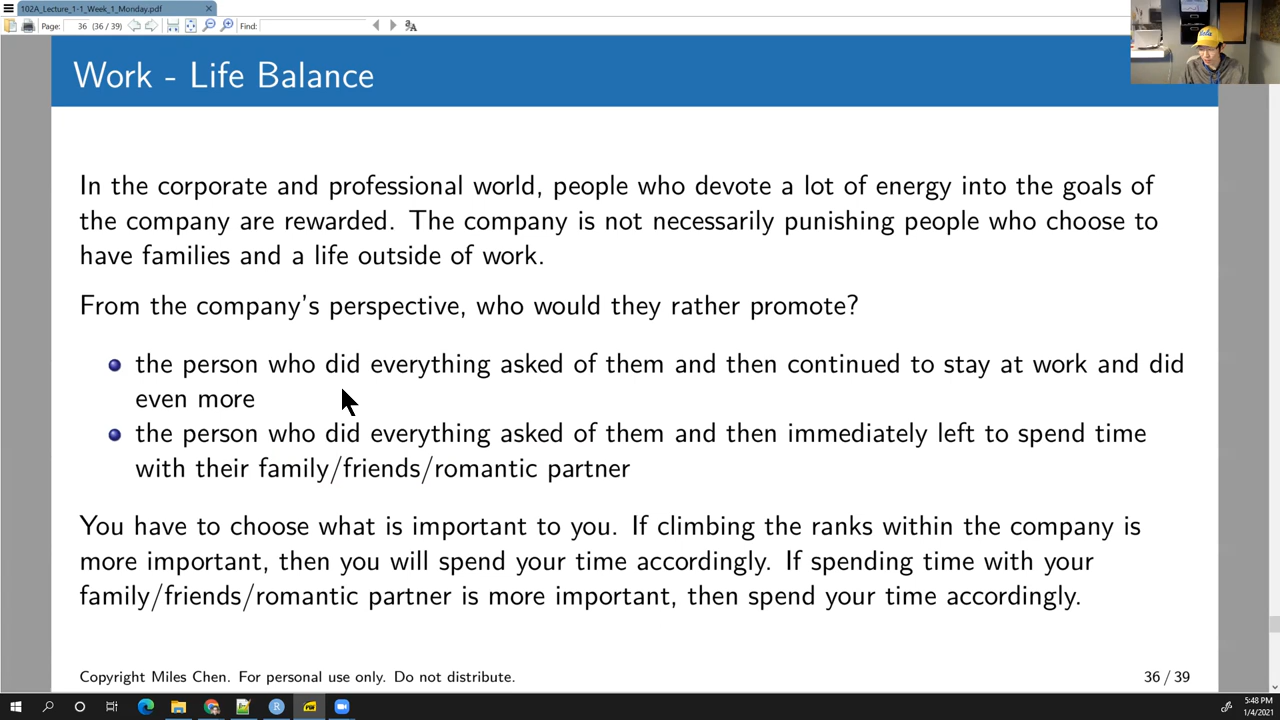 102A_Lecture_1-1_Week_1_Monday.pdf
Page: 36 (36 / 39) Find:
Work - Life Balance
In the corporate and professional world, people who devote a lot of energy into the goals of
the company are rewarded. The company is not necessarily punishing people who choose to
have families and a life outside of work.
From the company's perspective, who would they rather promote?
the person who did everything asked of them and then continued to stay at work and did
even more
the person who did everything asked of them and then immediately left to spend time
with their family/friends/romantic partner
You have to choose what is important to you. If climbing the ranks within the company is
more important, then you will spend your time accordingly. If spending time with your
family/friends/romantic partner is more important, then spend your time accordingly.
Copyright Miles Chen. For personal use only. Do not distribute. 36 / 39
5:48 PM
1/4/2021